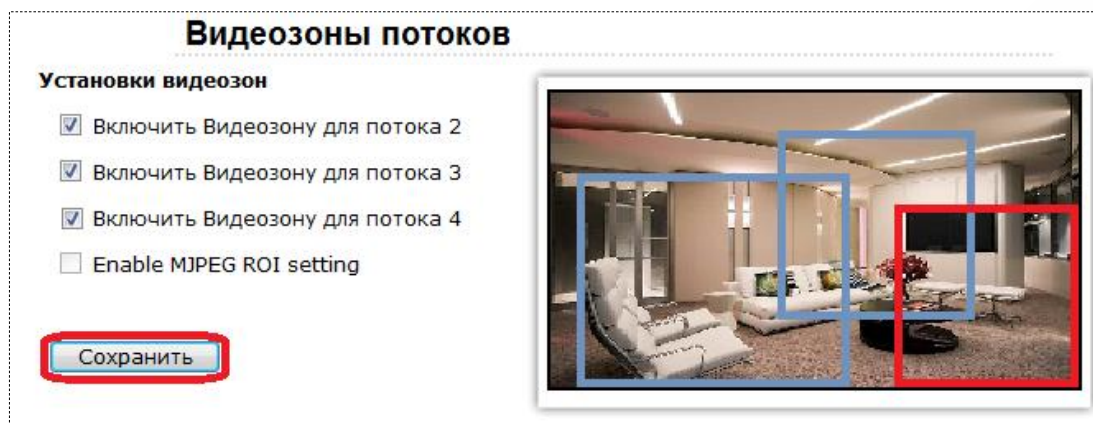 Видеозоны потоков
Установки видеозон
Включить Видеозону для потока 2
Включить Видеозону для потока 3
Включить Видеозону для потока 4
Enable MJPEG ROI setting
Сохранить